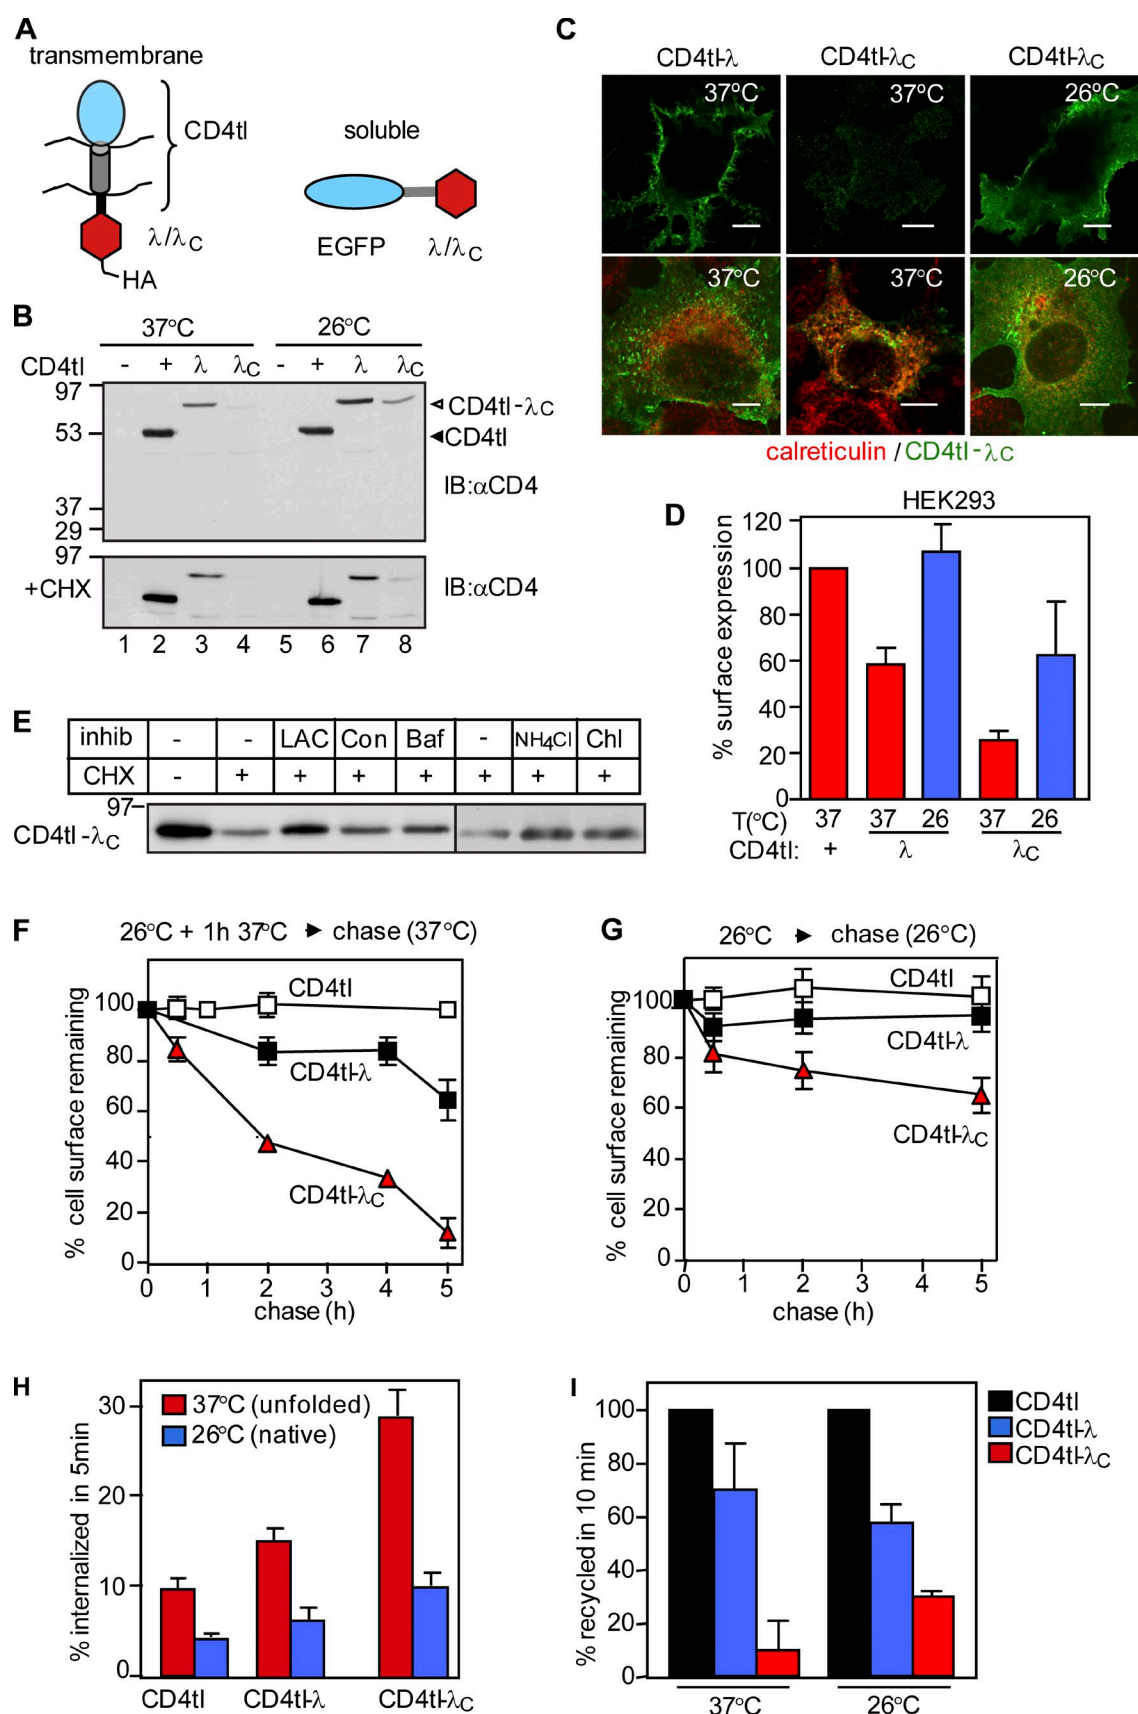 A
transmembrane
CD4tl
λ/λC
HA
soluble
EGFP
λ/λC
B
37°C 26°C
CD4tl - + λ λC - + λ λC
97
53
37
29
CD4tl-λC
CD4tl
IB:αCD4
97
+CHX
IB:αCD4
1 2 3 4 5 6 7 8
C
CD4tl-λ CD4tl-λC CD4tl-λC
37°C 37°C 26°C
37°C 37°C 26°C
calreticulin / CD4tl-λC
D
HEK293
% surface expression
120
100
80
60
40
20
0
T(°C) 37 37 26 37 26
CD4tl: + λ λC
E
inhib - - LAC Con Baf - NH4Cl Chl
CHX - + + + + + + +
97
CD4tl-λC
F
26°C + 1h 37°C ► chase (37°C)
% cell surface remaining
100
80
60
40
20
0
CD4tl
CD4tl-λ
CD4tl-λC
0 1 2 3 4 5
chase (h)
G
26°C ► chase (26°C)
% cell surface remaining
100
80
60
40
20
0
CD4tl
CD4tl-λ
CD4tl-λC
0 1 2 3 4 5
chase (h)
H
% internalized in 5min
30
20
10
0
37°C (unfolded)
26°C (native)
CD4tl CD4tl-λ CD4tl-λC
I
% recycled in 10 min
100
80
60
40
20
0
CD4tl
CD4tl-λ
CD4tl-λC
37°C 26°C